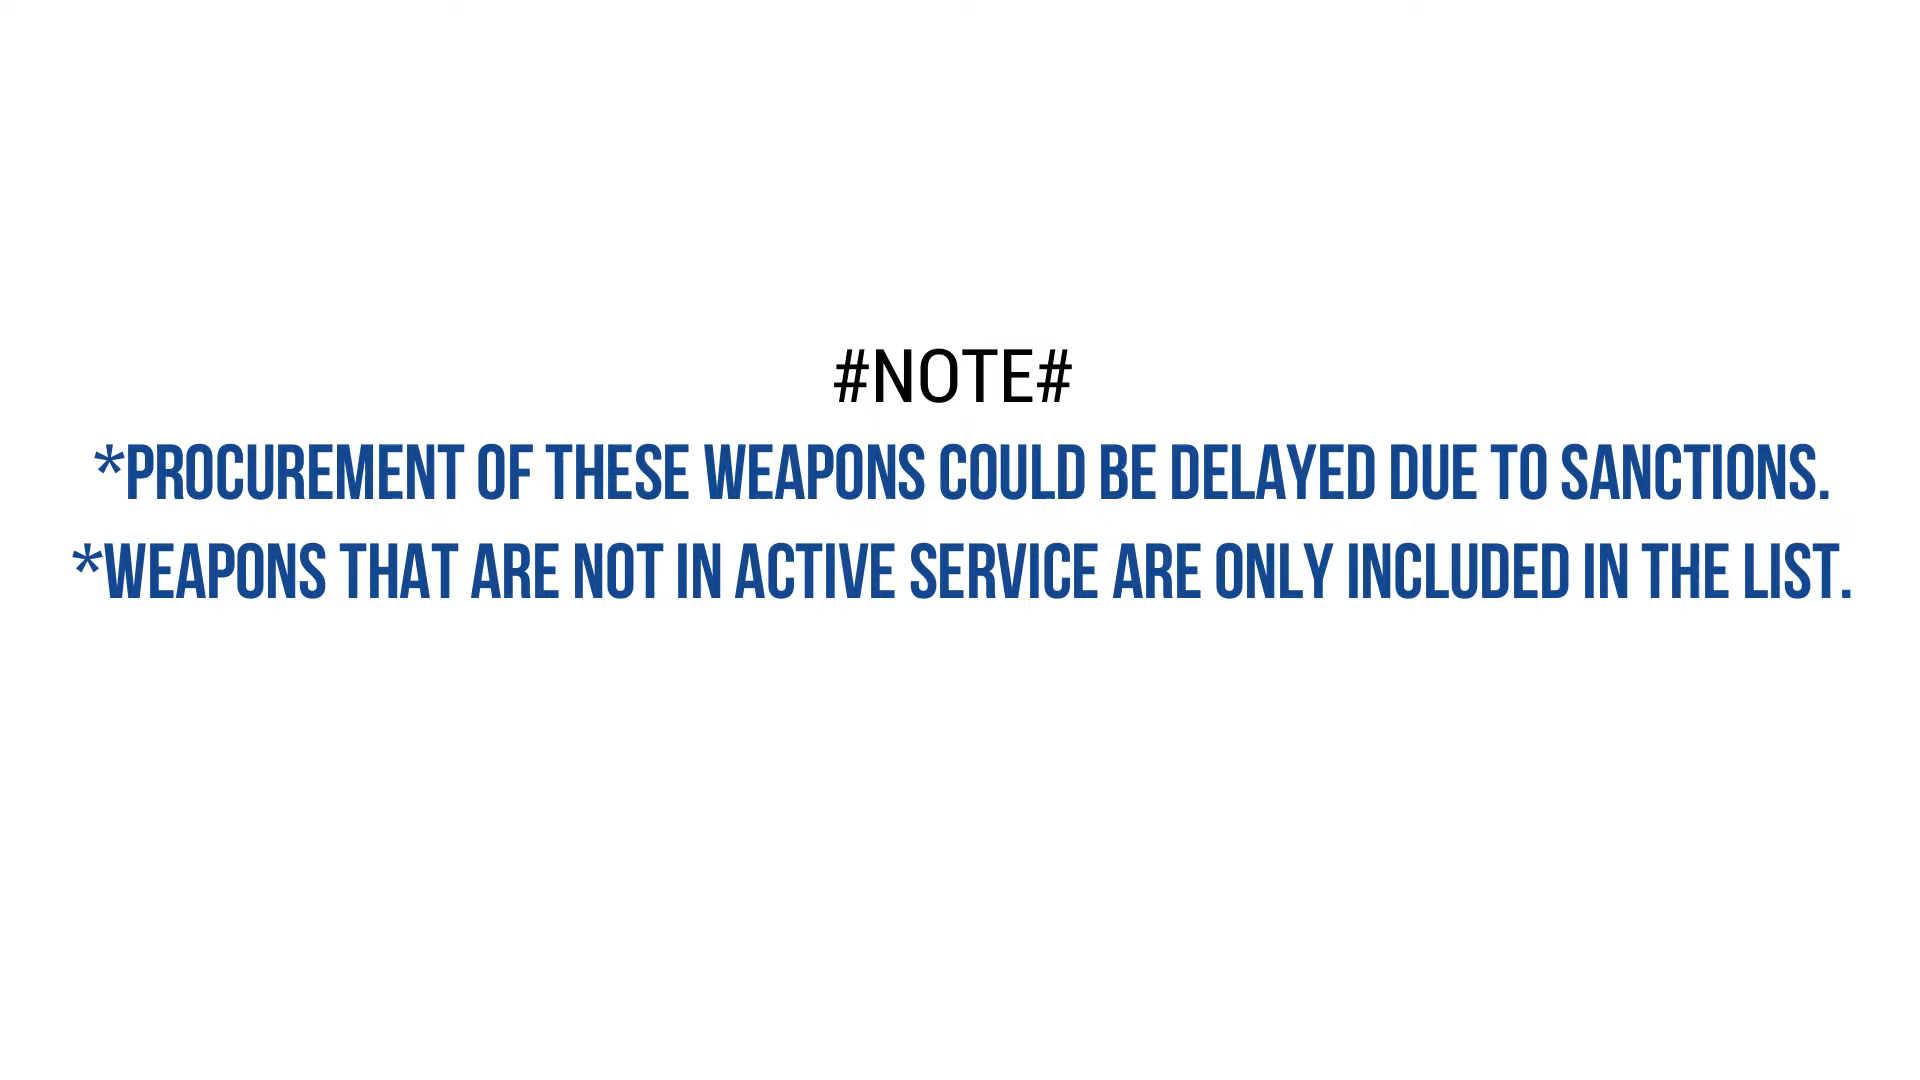 #NOTE#
*PROCUREMENT OF THESE WEAPONS COULD BE DELAYED DUE TO SANCTIONS.
*WEAPONS THAT ARE NOT IN ACTIVE SERVICE ARE ONLY INCLUDED IN THE LIST.